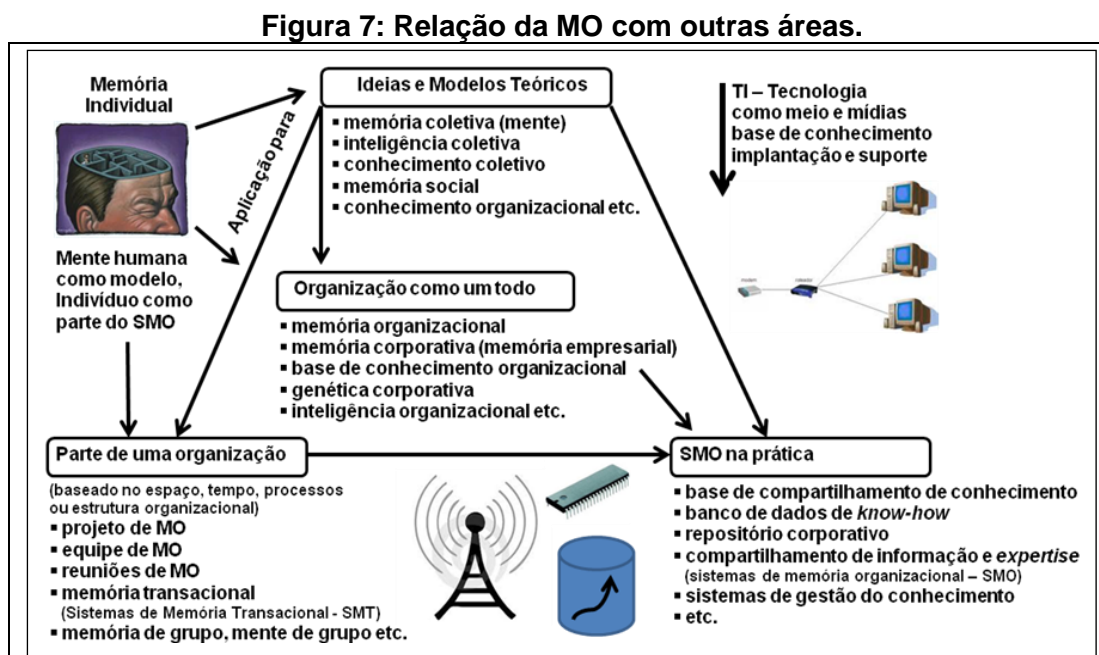 Figura 7: Relação da MO com outras áreas.
Memória
Individual
Mente humana
como modelo,
Indivíduo como
parte do SMO
Aplicação para
Ideias e Modelos Teóricos
▪ memória coletiva (mente)
▪ inteligência coletiva
▪ conhecimento coletivo
▪ memória social
▪ conhecimento organizacional etc.
TI – Tecnologia
como meio e mídias
base de conhecimento
implantação e suporte
Organização como um todo
▪ memória organizacional
▪ memória corporativa (memória empresarial)
▪ base de conhecimento organizacional
▪ genética corporativa
▪ inteligência organizacional etc.
Parte de uma organização
(baseado no espaço, tempo, processos
ou estrutura organizacional)
▪ projeto de MO
▪ equipe de MO
▪ reuniões de MO
▪ memória transacional
(Sistemas de Memória Transacional - SMT)
▪ memória de grupo, mente de grupo etc.
SMO na prática
▪ base de compartilhamento de conhecimento
▪ banco de dados de know-how
▪ repositório corporativo
▪ compartilhamento de informação e expertise
(sistemas de memória organizacional – SMO)
▪ sistemas de gestão do conhecimento
▪ etc.